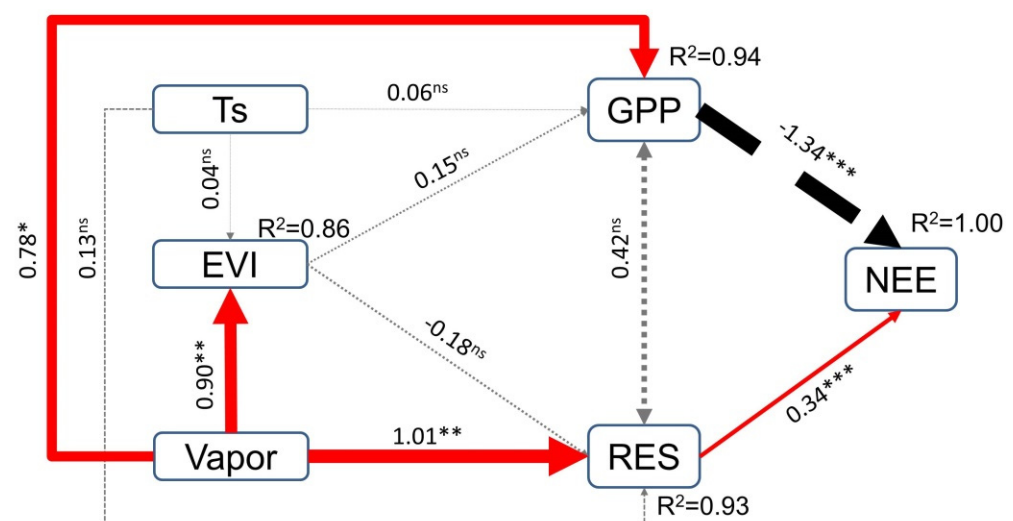 R²=0.94
Ts
0.06ⁿˢ
GPP
-1.34***
0.04ⁿˢ
0.15ⁿˢ
R²=0.86
R²=1.00
0.78*
0.13ⁿˢ
EVI
0.42ⁿˢ
NEE
-0.18ⁿˢ
0.90**
0.34***
Vapor
1.01**
RES
R²=0.93